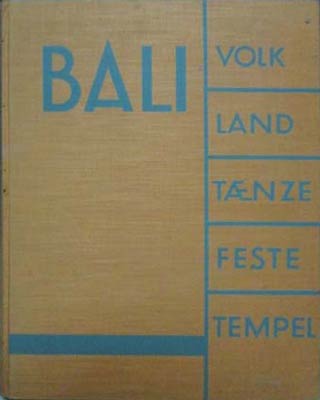 BALI
VOLK
LAND
TÆNZE
FESTE
TEMPEL